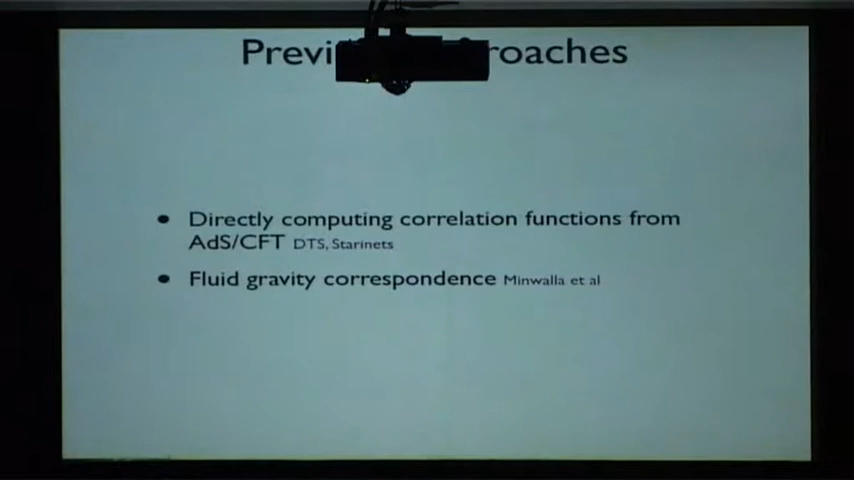 Previ roaches
• Directly computing correlation functions from
AdS/CFT DTS, Starinets
• Fluid gravity correspondence Minwalla et al